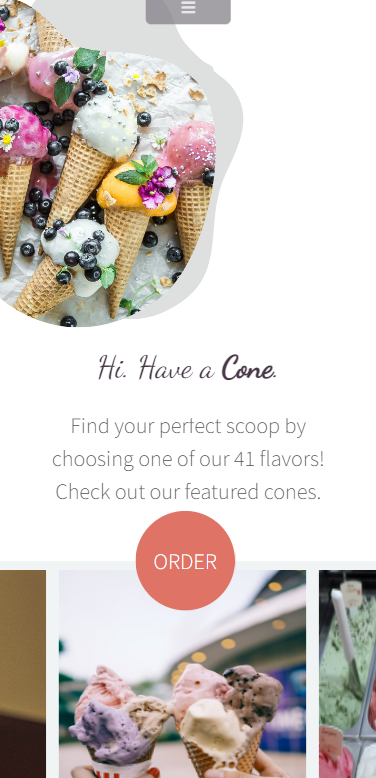 Hi. Have a Cone.
Find your perfect scoop by
choosing one of our 41 flavors!
Check out our featured cones.
ORDER